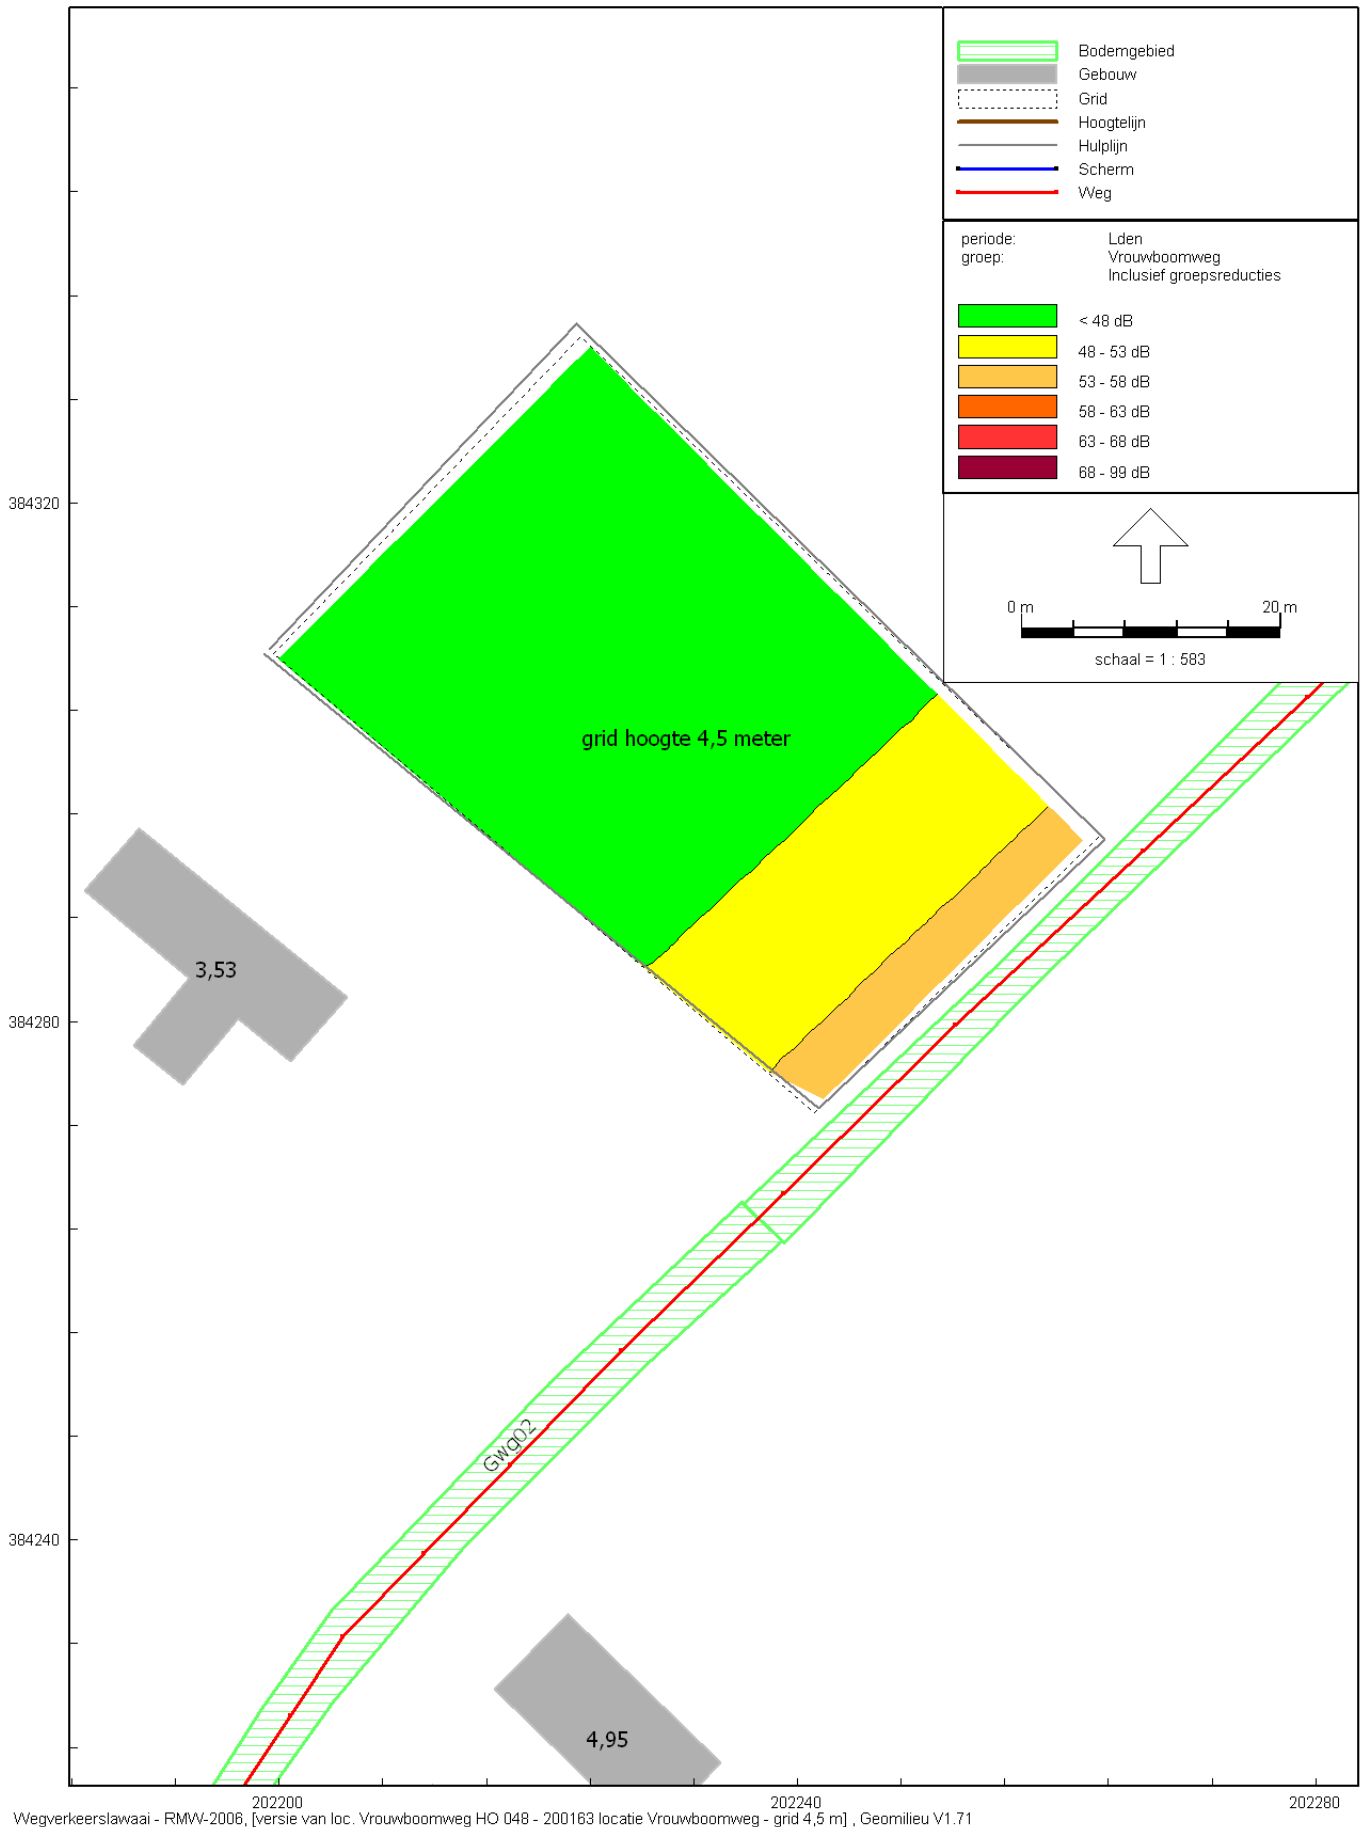 Bodemgebied
Gebouw
Grid
Hoogtelijn
Hulplijn
Scherm
Weg
periode: Lden
groep: Vrouwboomweg
Inclusief groepsreducties
< 48 dB
48 - 53 dB
53 - 58 dB
58 - 63 dB
63 - 68 dB
68 - 99 dB
0 m 20 m
schaal = 1 : 583
384320
grid hoogte 4,5 meter
3,53
384280
Gwg02
384240
4,95
202200 202240 202280
Wegverkeerslawaai - RMW-2006, [versie van loc. Vrouwboomweg HO 048 - 200163 locatie Vrouwboomweg - grid 4,5 m] , Geomilieu V1.71